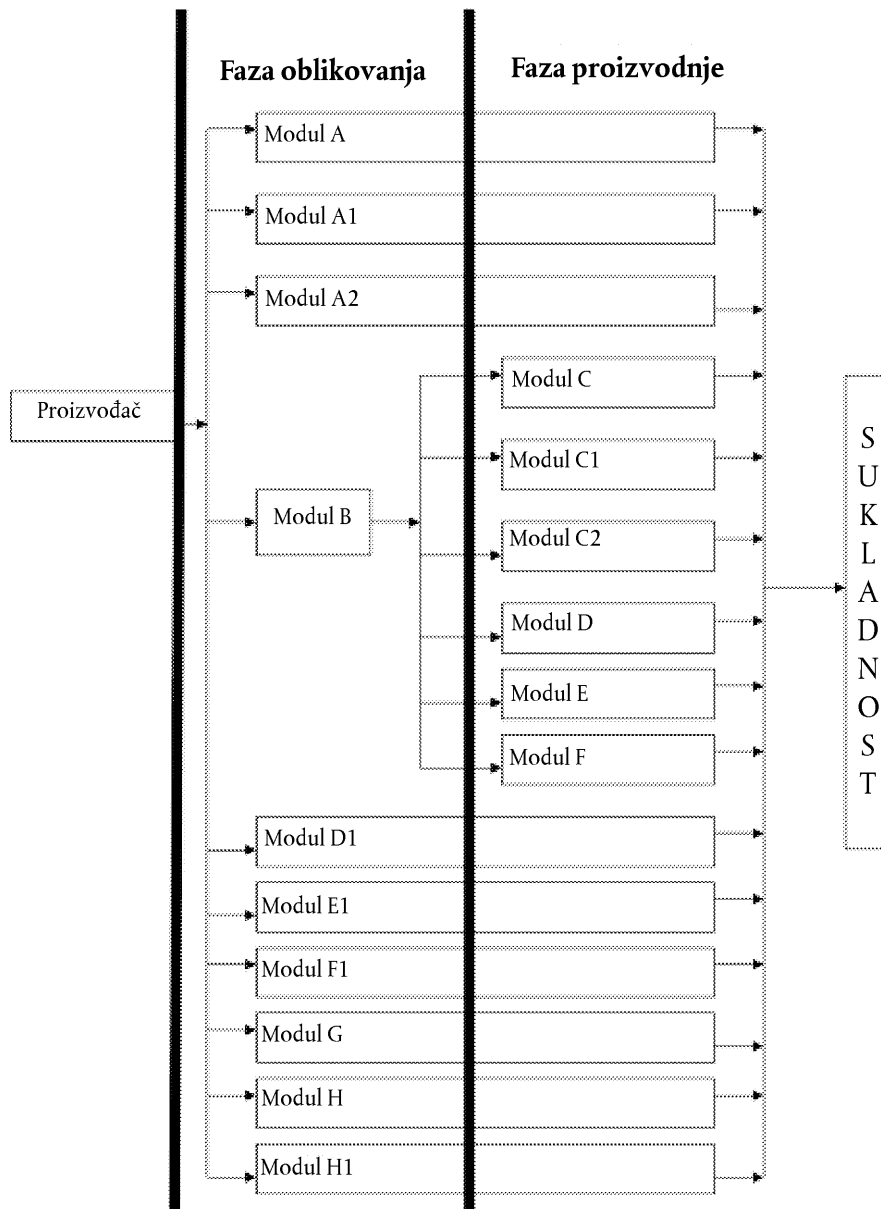 Faza oblikovanja
Faza proizvodnje
Modul A
Modul A1
Modul A2
Proizvođač
Modul B
Modul C
Modul C1
Modul C2
Modul D
Modul E
Modul F
Modul D1
Modul E1
Modul F1
Modul G
Modul H
Modul H1
S
U
K
L
A
D
N
O
S
T